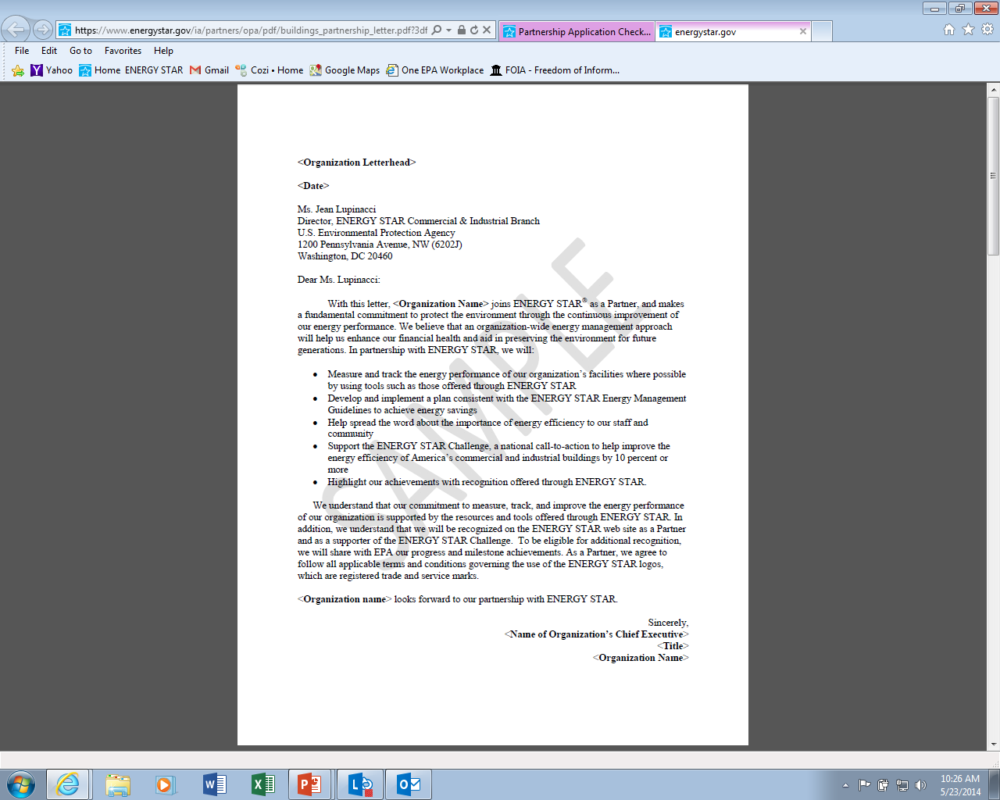 https://www.energystar.gov/ia/partners/opa/pdf/buildings_partnership_letter.pdf?3df
Partnership Application Check...
energystar.gov
File Edit Go to Favorites Help
Yahoo Home ENERGY STAR Gmail Cozi • Home Google Maps One EPA Workplace FOIA - Freedom of Inform...
<Organization Letterhead>
<Date>
Ms. Jean Lupinacci
Director, ENERGY STAR Commercial & Industrial Branch
U.S. Environmental Protection Agency
1200 Pennsylvania Avenue, NW (6202J)
Washington, DC 20460
Dear Ms. Lupinacci:
With this letter, <Organization Name> joins ENERGY STAR® as a Partner, and makes
a fundamental commitment to protect the environment through the continuous improvement of
our energy performance. We believe that an organization-wide energy management approach
will help us enhance our financial health and aid in preserving the environment for future
generations. In partnership with ENERGY STAR, we will:
• Measure and track the energy performance of our organization's facilities where possible
by using tools such as those offered through ENERGY STAR
• Develop and implement a plan consistent with the ENERGY STAR Energy Management
Guidelines to achieve energy savings
• Help spread the word about the importance of energy efficiency to our staff and
community
• Support the ENERGY STAR Challenge, a national call-to-action to help improve the
energy efficiency of America's commercial and industrial buildings by 10 percent or
more
• Highlight our achievements with recognition offered through ENERGY STAR.
We understand that our commitment to measure, track, and improve the energy performance
of our organization is supported by the resources and tools offered through ENERGY STAR. In
addition, we understand that we will be recognized on the ENERGY STAR web site as a Partner
and as a supporter of the ENERGY STAR Challenge. To be eligible for additional recognition,
we will share with EPA our progress and milestone achievements. As a Partner, we agree to
follow all applicable terms and conditions governing the use of the ENERGY STAR logos,
which are registered trade and service marks.
<Organization name> looks forward to our partnership with ENERGY STAR.
Sincerely,
<Name of Organization's Chief Executive>
<Title>
<Organization Name>
SAMPLE
10:26 AM
5/23/2014